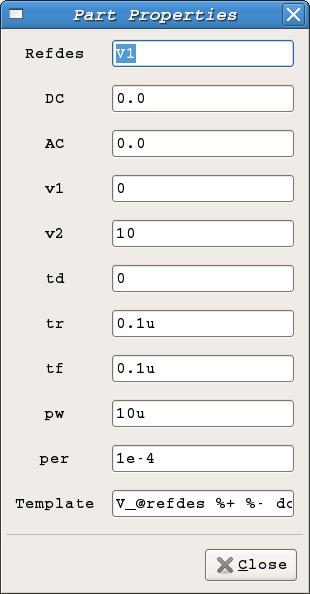 Part Properties
Refdes V1
DC 0.0
AC 0.0
v1 0
v2 10
td 0
tr 0.1u
tf 0.1u
pw 10u
per 1e-4
Template V_@refdes %+ %- dc
Close